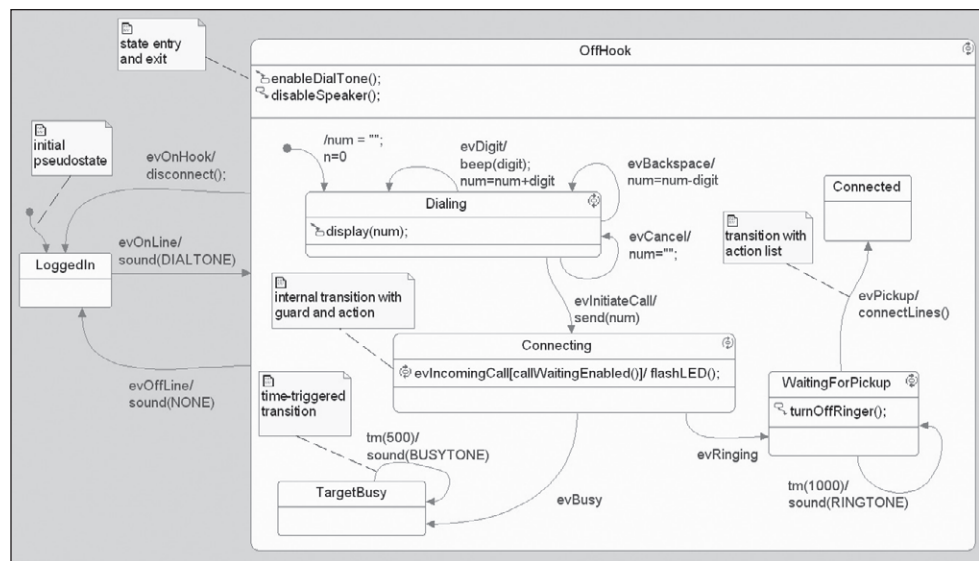 state entry
and exit
OffHook
enableDialTone();
disableSpeaker();
initial
pseudostate
evOnHook/
disconnect();
/num = "";
n=0
evDigit/
beep(digit);
num=num+digit
evBackspace/
num=num-digit
Connected
Dialing
display(num);
evCancel/
num="";
transition with
action list
LoggedIn
evOnLine/
sound(DIALTONE)
internal transition with
guard and action
evInitiateCall/
send(num)
evPickup/
connectLines()
Connecting
evIncomingCall[callWaitingEnabled()]/ flashLED();
evOffLine/
sound(NONE)
time-triggered
transition
WaitingForPickup
turnOffRinger();
tm(500)/
sound(BUSYTONE)
evRinging
TargetBusy
evBusy
tm(1000)/
sound(RINGTONE)